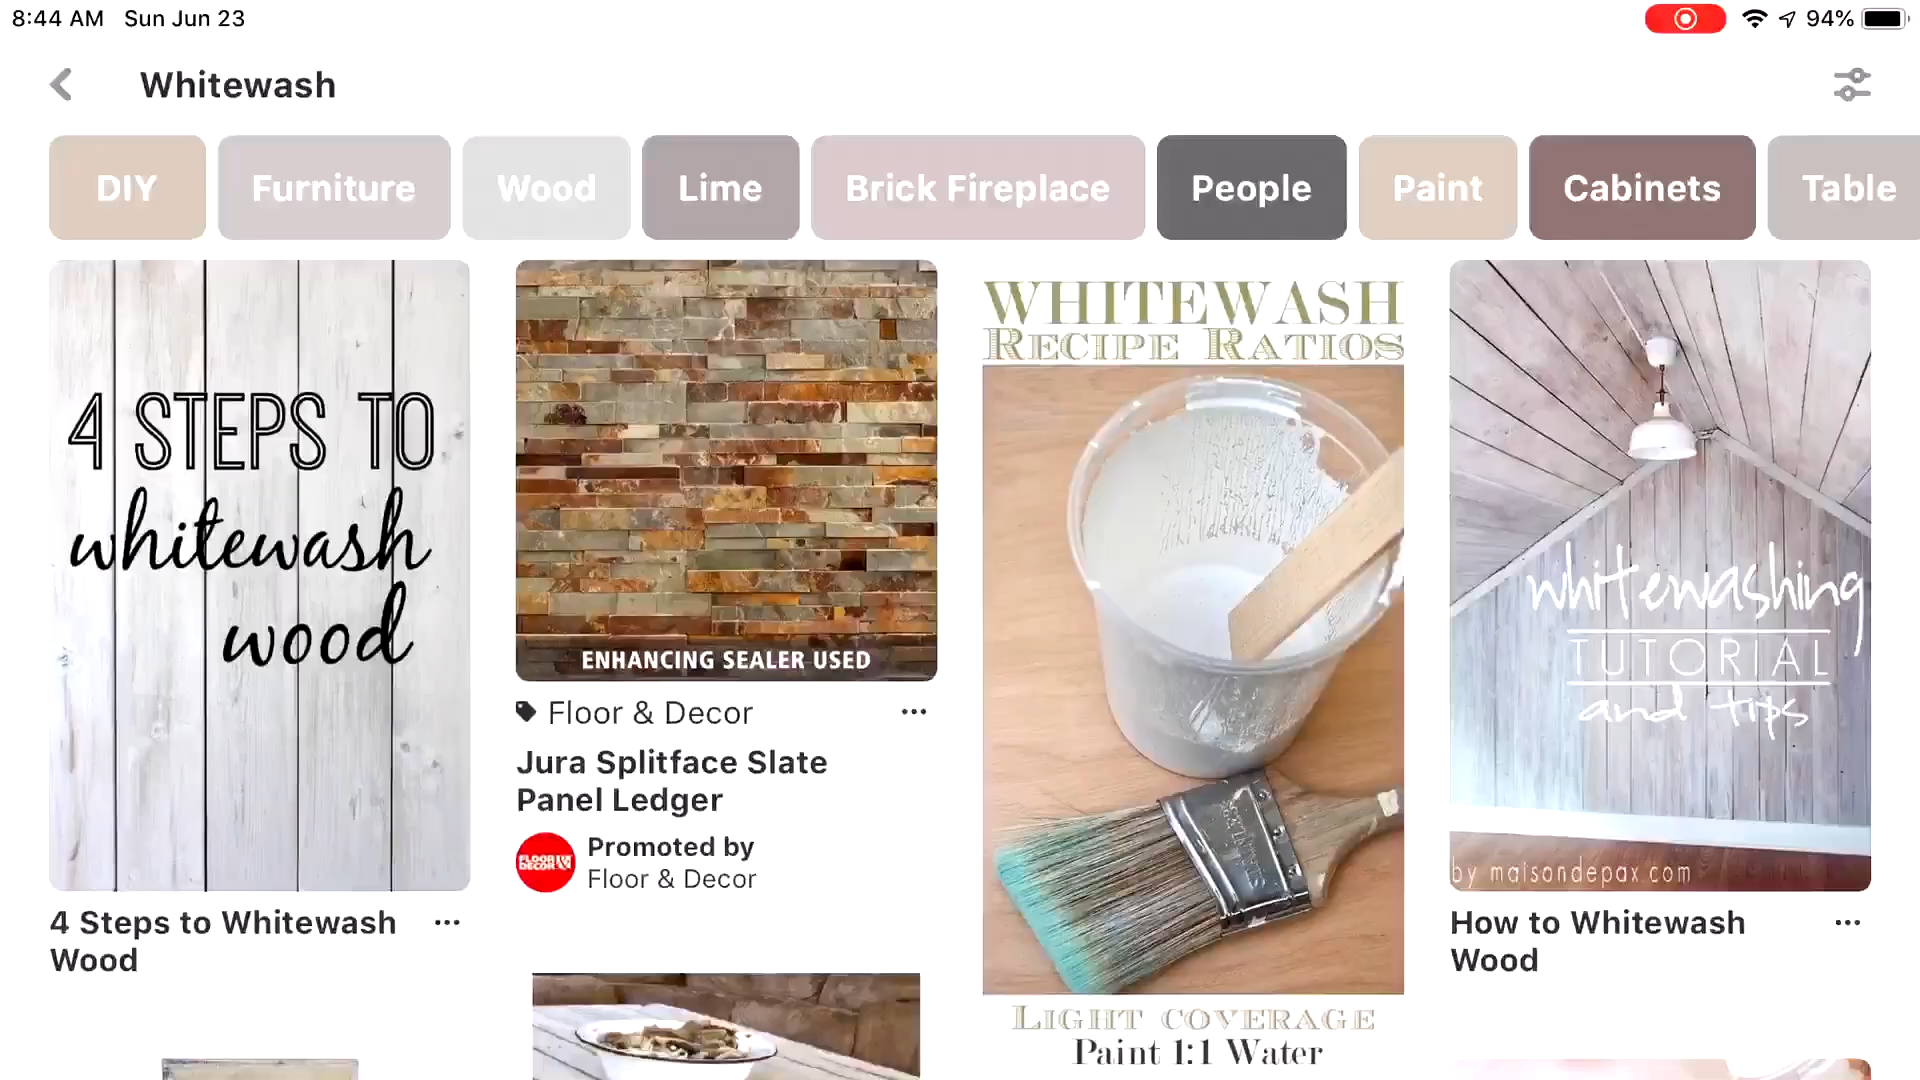 8:44 AM Sun Jun 23
94%
Whitewash
DIY
Furniture
Wood
Lime
Brick Fireplace
People
Paint
Cabinets
Table
4 STEPS TO
whitewash
wood
4 Steps to Whitewash
Wood
ENHANCING SEALER USED
Floor & Decor
Jura Splitface Slate
Panel Ledger
FLOOR & DECOR
Promoted by
Floor & Decor
WHITEWASH
RECIPE RATIOS
LIGHT COVERAGE
Paint 1:1 Water
whitewashing
TUTORIAL
and tips
by maisondepax.com
How to Whitewash
Wood